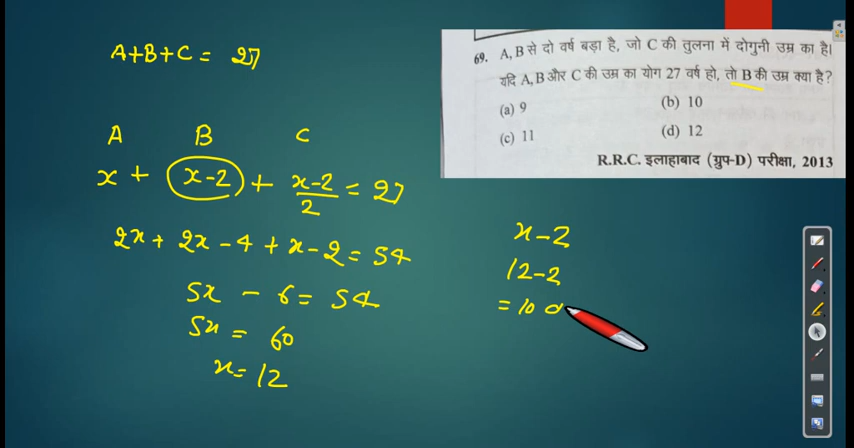 A+B+C = 27
69. A, B से दो वर्ष बड़ा है, जो C की तुलना में दोगुनी उम्र का है।
यदि A, B और C की उम्र का योग 27 वर्ष हो, तो B की उम्र क्या है?
(a) 9 (b) 10
(c) 11 (d) 12
R.R.C. इलाहाबाद (ग्रुप-D) परीक्षा, 2013
A B C
x + x-2 + x-2/2 = 27
2x + 2x - 4 + x - 2 = 54
5x - 6 = 54
5x = 60
x = 12
x-2
12-2
= 10